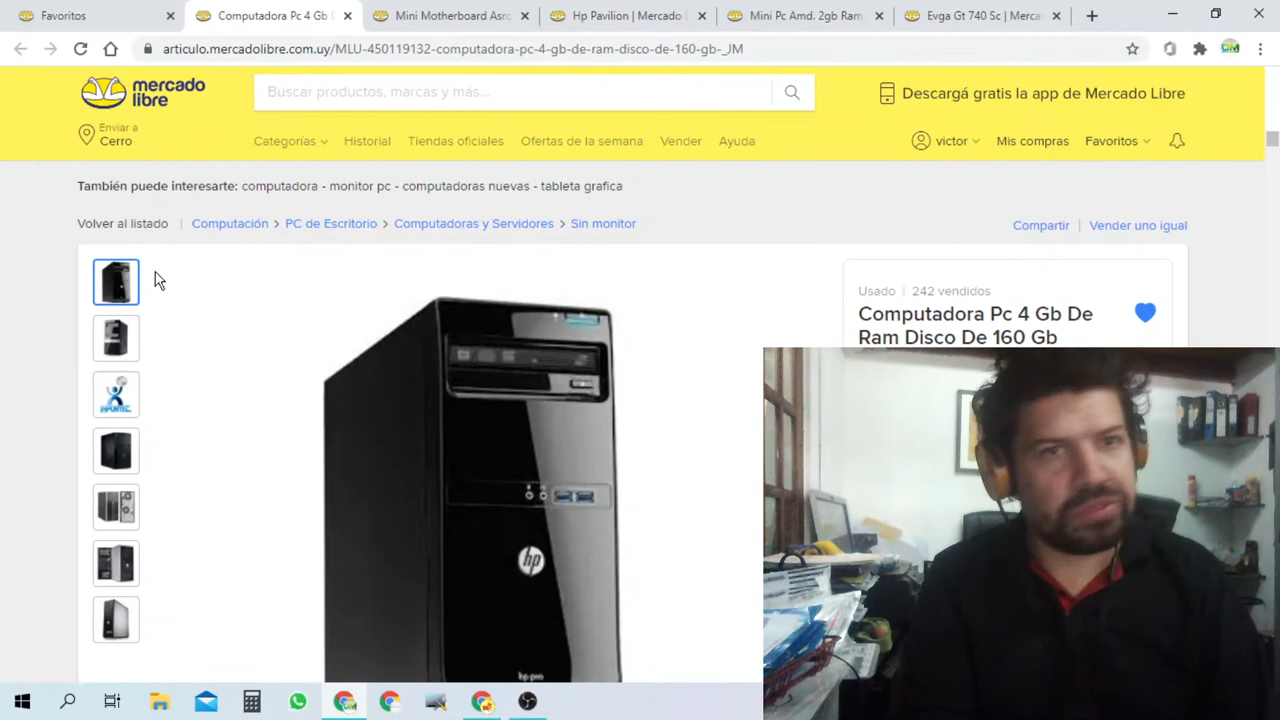 Favoritos
Computadora Pc 4 Gb D
Mini Motherboard Asro
Hp Pavilion | Mercado L
Mini Pc Amd. 2gb Ram
Evga Gt 740 Sc | Merca
articulo.mercadolibre.com.uy/MLU-450119132-computadora-pc-4-gb-de-ram-disco-de-160-gb-_JM
mercado
libre
Buscar productos, marcas y más...
Descargá gratis la app de Mercado Libre
Enviar a
Cerro
Categorías
Historial
Tiendas oficiales
Ofertas de la semana
Vender
Ayuda
victor
Mis compras
Favoritos
También puede interesarte: computadora - monitor pc - computadoras nuevas - tableta grafica
Volver al listado
Computación > PC de Escritorio > Computadoras y Servidores > Sin monitor
Compartir
Vender uno igual
Usado | 242 vendidos
Computadora Pc 4 Gb De
Ram Disco De 160 Gb
hp
hp pro